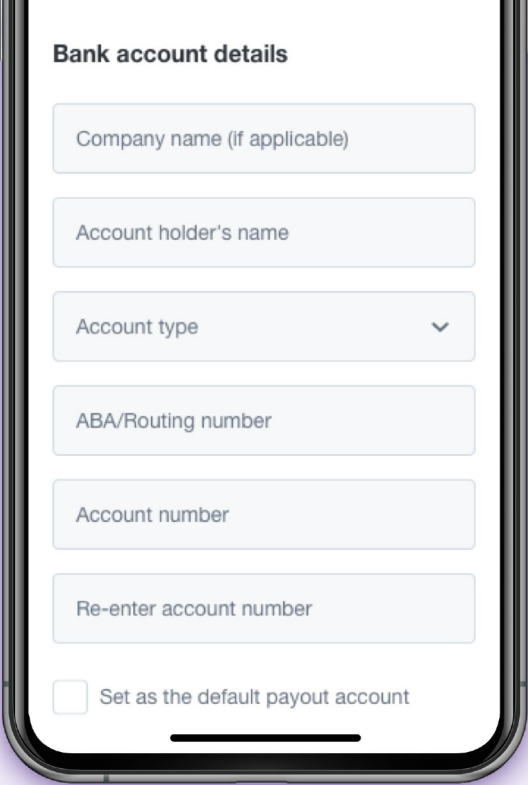 Bank account details
Company name (if applicable)
Account holder's name
Account type
ABA/Routing number
Account number
Re-enter account number
Set as the default payout account